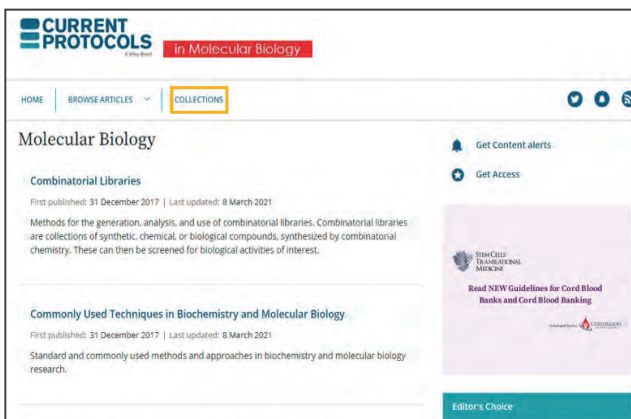 CURRENT
PROTOCOLS
A Wiley Brand
in Molecular Biology
HOME
BROWSE ARTICLES
COLLECTIONS
Molecular Biology
Get Content alerts
Get Access
Combinatorial Libraries
First published: 31 December 2017 | Last updated: 8 March 2021
Methods for the generation, analysis, and use of combinatorial libraries. Combinatorial libraries
are collections of synthetic, chemical, or biological compounds, synthesized by combinatorial
chemistry. These can then be screened for biological activities of interest.
STEM CELLS
TRANSLATIONAL
MEDICINE
Read NEW Guidelines for Cord Blood
Banks and Cord Blood Banking
Commonly Used Techniques in Biochemistry and Molecular Biology
First published: 31 December 2017 | Last updated: 8 March 2021
Standard and commonly used methods and approaches in biochemistry and molecular biology
research.
Editor's Choice